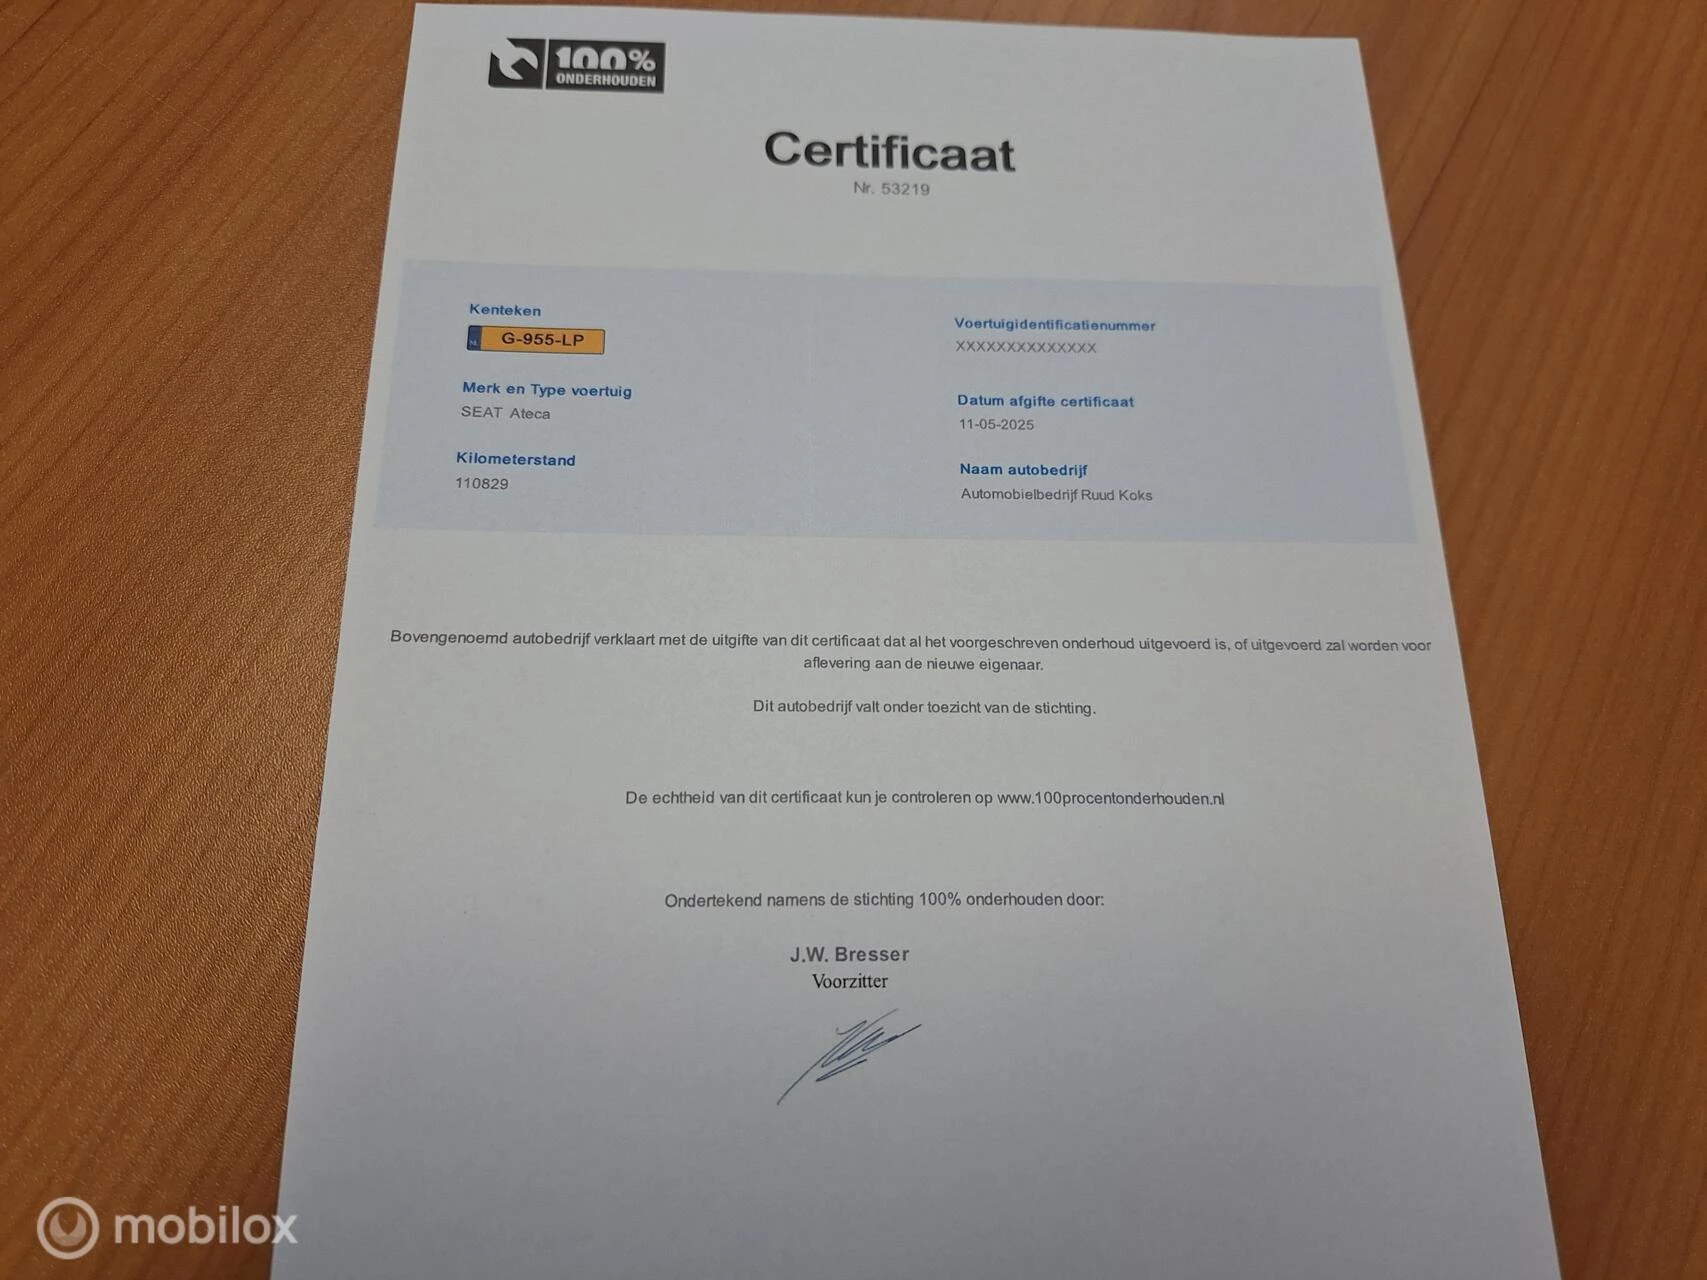 100%
ONDERHOUDEN
Certificaat
Nr. 53219
Kenteken
NL G-955-LP
Merk en Type voertuig
SEAT Ateca
Kilometerstand
110829
Voertuigidentificatienummer
XXXXXXXXXXXXXX
Datum afgifte certificaat
11-05-2025
Naam autobedrijf
Automobielbedrijf Ruud Koks
Bovengenoemd autobedrijf verklaart met de uitgifte van dit certificaat dat al het voorgeschreven onderhoud uitgevoerd is, of uitgevoerd zal worden voor
aflevering aan de nieuwe eigenaar.
Dit autobedrijf valt onder toezicht van de stichting.
De echtheid van dit certificaat kun je controleren op www.100procentonderhouden.nl
Ondertekend namens de stichting 100% onderhouden door:
J.W. Bresser
Voorzitter
mobilox